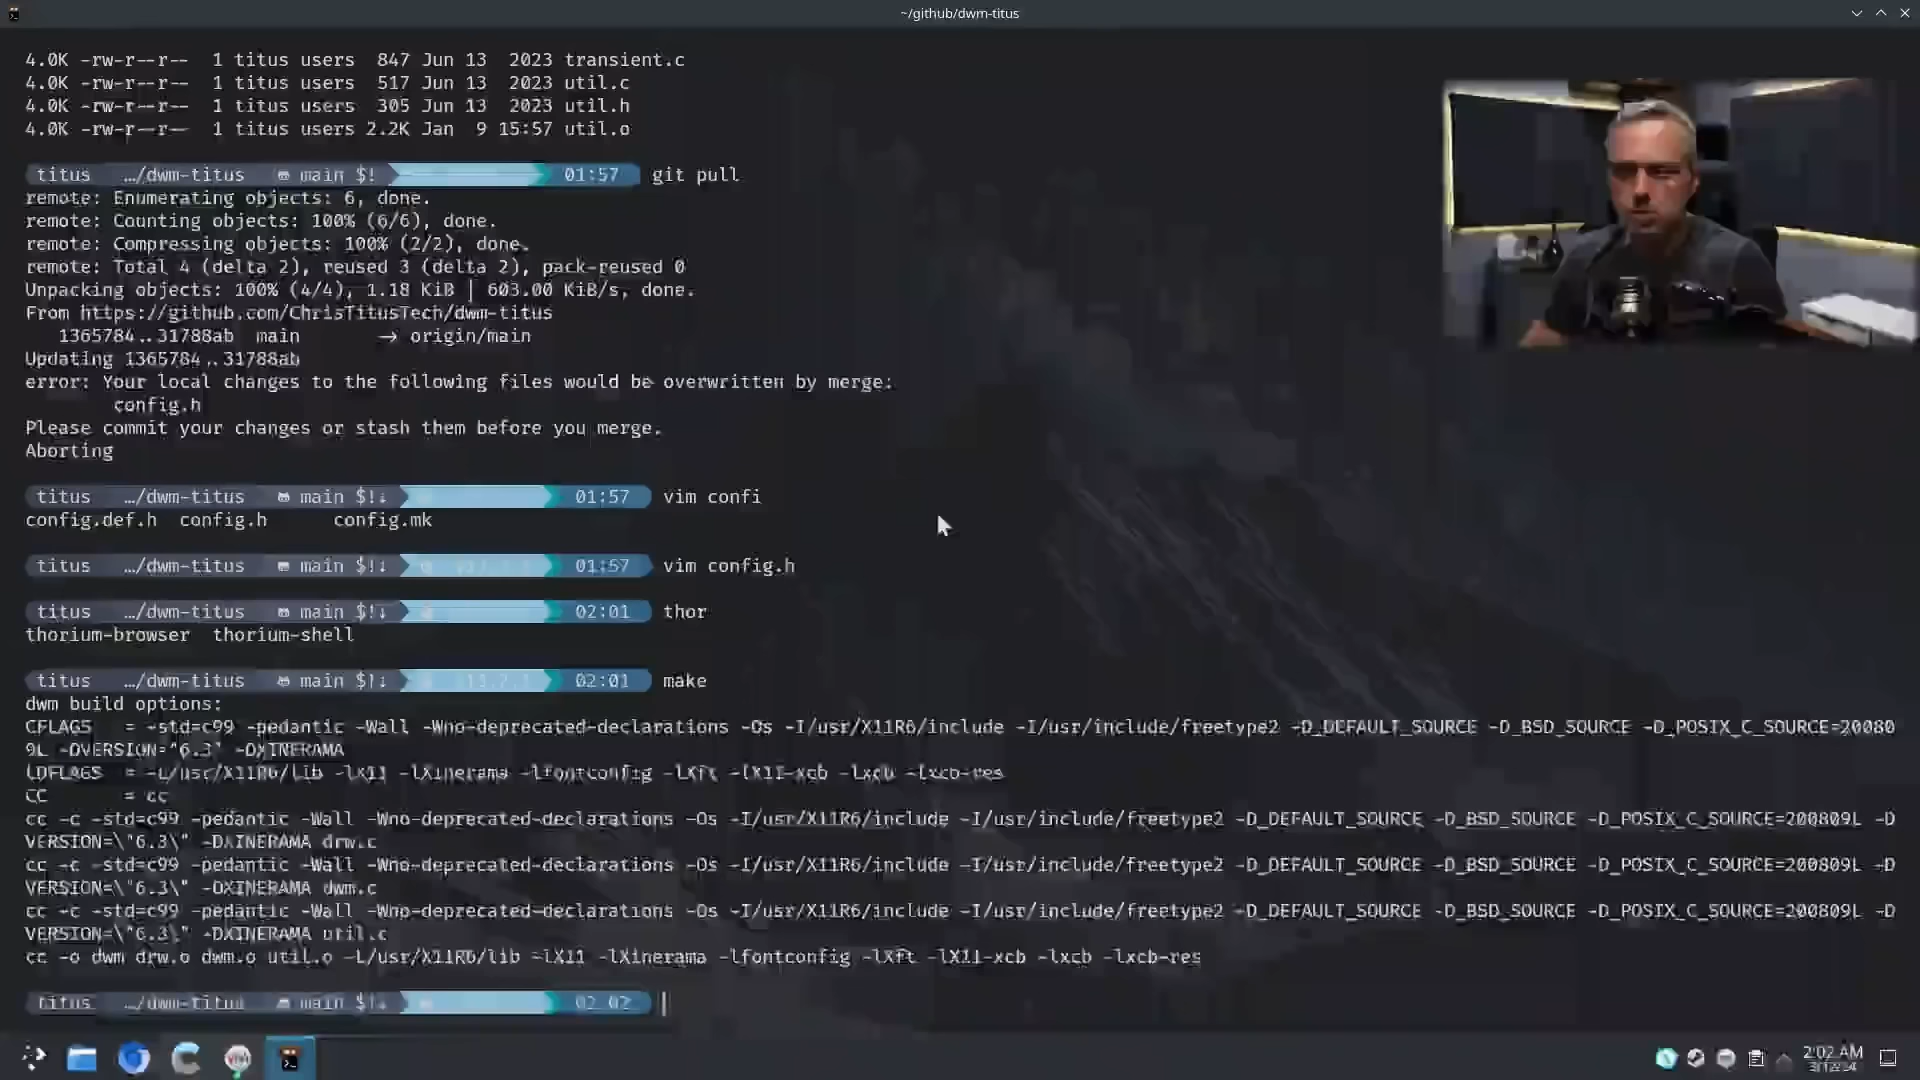 ~/github/dwm-titus
4.0K -rw-r--r-- 1 titus users 847 Jun 13 2023 transient.c
4.0K -rw-r--r-- 1 titus users 517 Jun 13 2023 util.c
4.0K -rw-r--r-- 1 titus users 305 Jun 13 2023 util.h
4.0K -rw-r--r-- 1 titus users 2.2K Jan 9 15:57 util.o
titus …/dwm-titus main $! 01:57 git pull
remote: Enumerating objects: 6, done.
remote: Counting objects: 100% (6/6), done.
remote: Compressing objects: 100% (2/2), done.
remote: Total 4 (delta 2), reused 3 (delta 2), pack-reused 0
Unpacking objects: 100% (4/4), 1.18 KiB | 603.00 KiB/s, done.
From https://github.com/ChrisTitusTech/dwm-titus
1365784..31788ab main -> origin/main
Updating 1365784..31788ab
error: Your local changes to the following files would be overwritten by merge:
config.h
Please commit your changes or stash them before you merge.
Aborting
titus …/dwm-titus main $!↓ 01:57 vim confi
config.def.h config.h config.mk
titus …/dwm-titus main $!↓ 01:57 vim config.h
titus …/dwm-titus main $!↓ 02:01 thor
thorium-browser thorium-shell
titus …/dwm-titus main $!↓ 02:01 make
dwm build options:
CFLAGS = -std=c99 -pedantic -Wall -Wno-deprecated-declarations -Os -I/usr/X11R6/include -I/usr/include/freetype2 -D_DEFAULT_SOURCE -D_BSD_SOURCE -D_POSIX_C_SOURCE=20080
9L -DVERSION="6.3" -DXINERAMA
LDFLAGS = -L/usr/X11R6/lib -lX11 -lXinerama -lfontconfig -lXft -lX11-xcb -lxcb -lxcb-res
CC = cc
cc -c -std=c99 -pedantic -Wall -Wno-deprecated-declarations -Os -I/usr/X11R6/include -I/usr/include/freetype2 -D_DEFAULT_SOURCE -D_BSD_SOURCE -D_POSIX_C_SOURCE=200809L -D
VERSION=\"6.3\" -DXINERAMA drw.c
cc -c -std=c99 -pedantic -Wall -Wno-deprecated-declarations -Os -I/usr/X11R6/include -I/usr/include/freetype2 -D_DEFAULT_SOURCE -D_BSD_SOURCE -D_POSIX_C_SOURCE=200809L -D
VERSION=\"6.3\" -DXINERAMA dwm.c
cc -c -std=c99 -pedantic -Wall -Wno-deprecated-declarations -Os -I/usr/X11R6/include -I/usr/include/freetype2 -D_DEFAULT_SOURCE -D_BSD_SOURCE -D_POSIX_C_SOURCE=200809L -D
VERSION=\"6.3\" -DXINERAMA util.c
cc -o dwm drw.o dwm.o util.o -L/usr/X11R6/lib -lX11 -lXinerama -lfontconfig -lXft -lX11-xcb -lxcb -lxcb-res
titus …/dwm-titus main $!↓ 02:02
2:02 AM